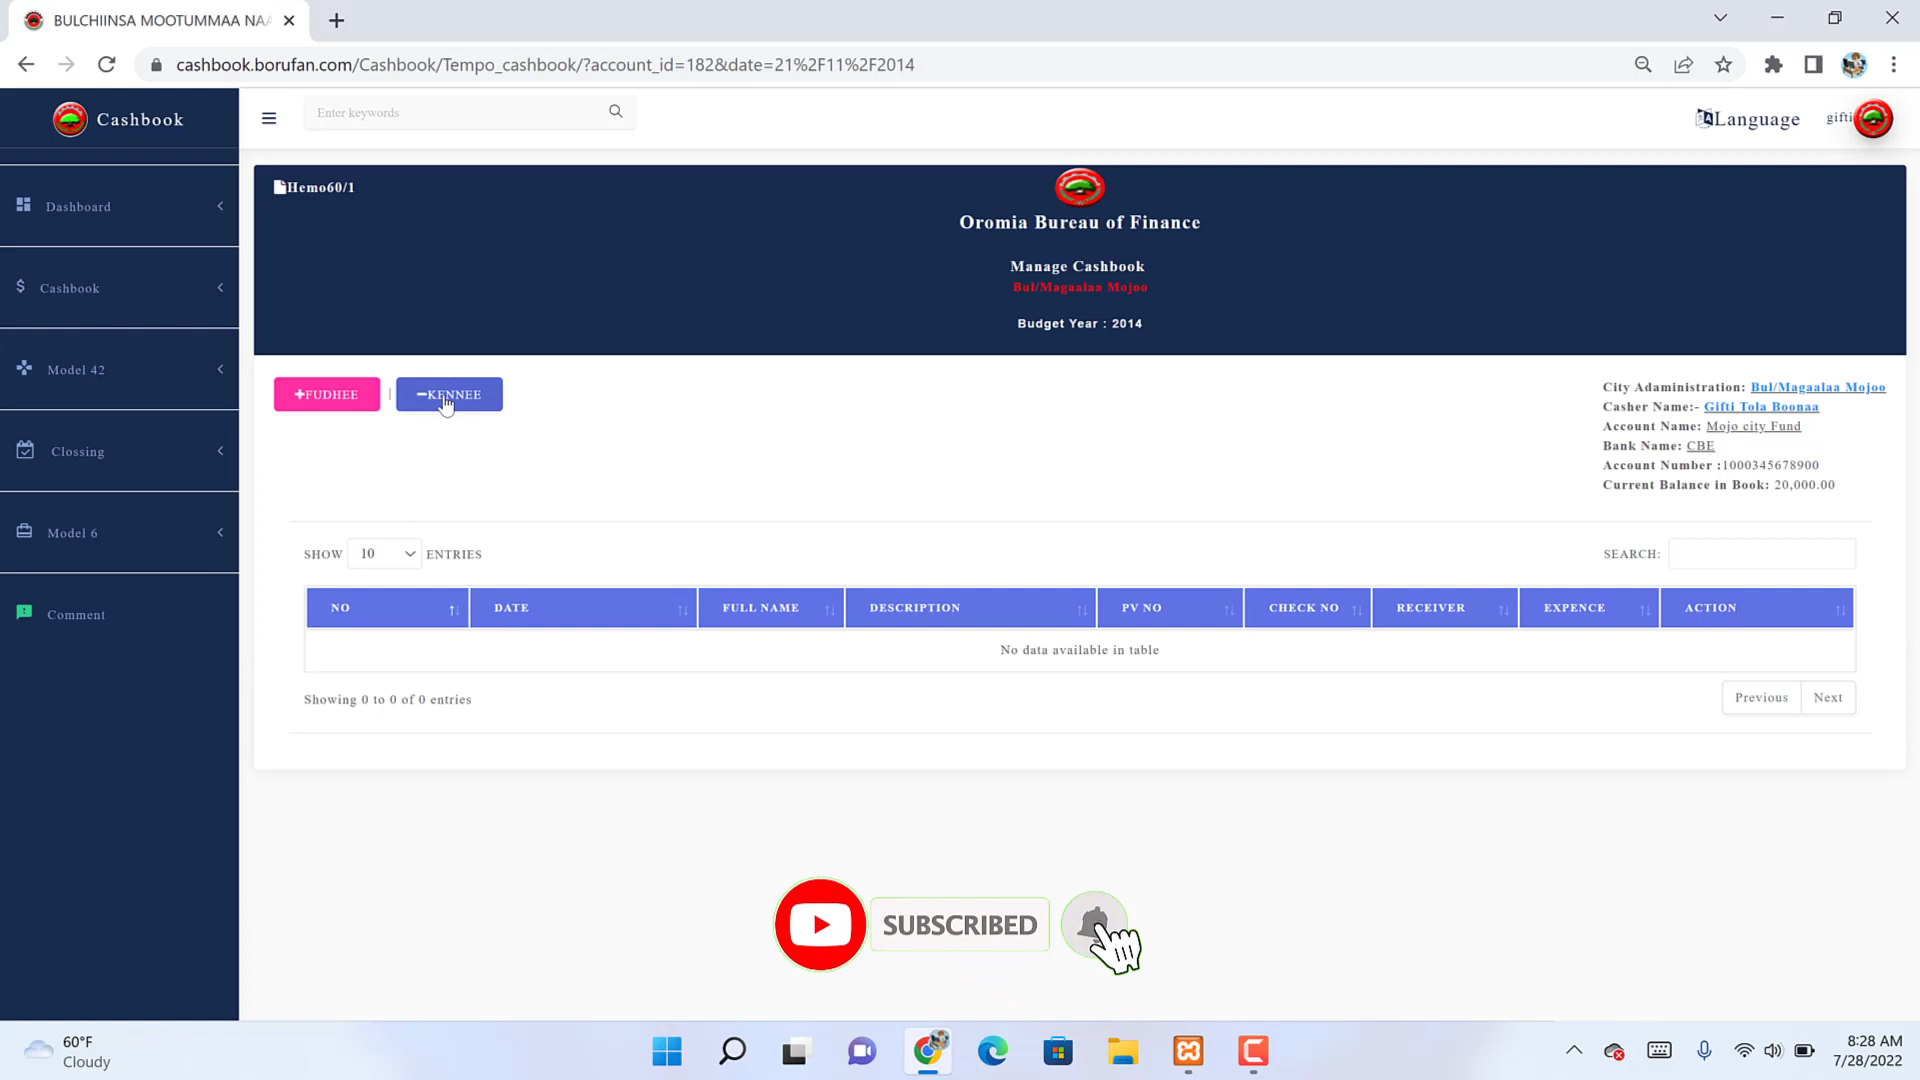 BULCHIINSA MOOTUMMAA NAA
cashbook.borufan.com/Cashbook/Tempo_cashbook/?account_id=182&date=21%2F11%2F2014
Cashbook
Enter keywords
Language
gifti
Dashboard
Cashbook
Model 42
Clossing
Model 6
Comment
Hemo60/1
Oromia Bureau of Finance
Manage Cashbook
Bul/Magaalaa Mojoo
Budget Year : 2014
+FUDHEE | −KENNEE
City Adaministration: Bul/Magaalaa Mojoo
Casher Name:- Gifti Tola Boonaa
Account Name: Mojo city Fund
Bank Name: CBE
Account Number :1000345678900
Current Balance in Book: 20,000.00
SHOW 10 ENTRIES
SEARCH:
NO DATE FULL NAME DESCRIPTION PV NO CHECK NO RECEIVER EXPENCE ACTION
No data available in table
Showing 0 to 0 of 0 entries
Previous Next
SUBSCRIBED
60°F
Cloudy
8:28 AM
7/28/2022